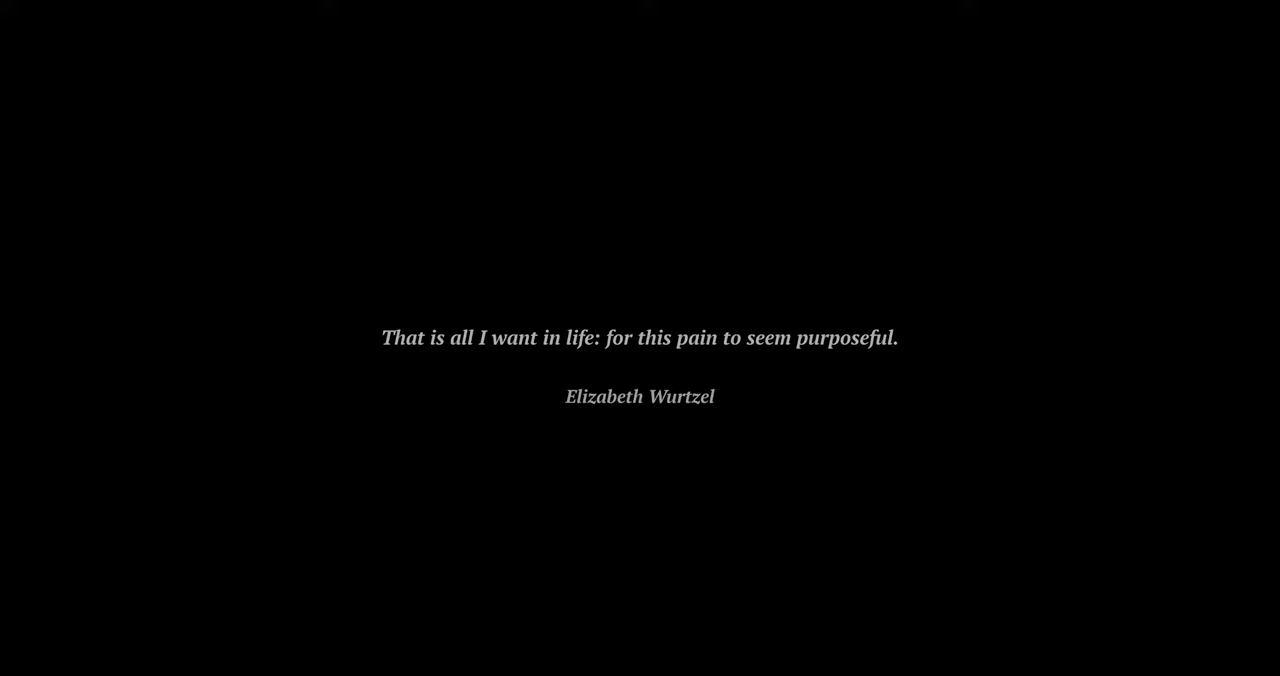 That is all I want in life: for this pain to seem purposeful.
Elizabeth Wurtzel